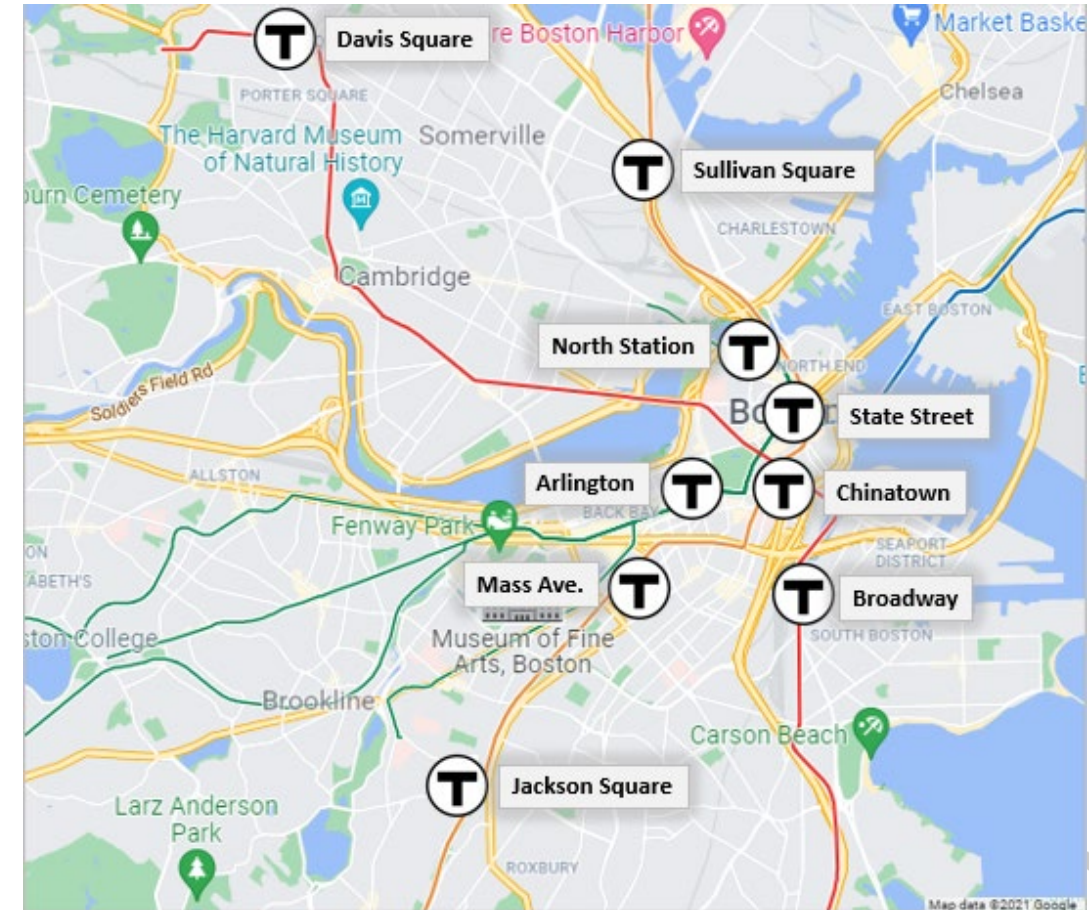 T
Davis Square
re Boston Harbor
Market Baske
PORTER SQUARE
Chelsea
The Harvard Museum
of Natural History
Somerville
T
Sullivan Square
ourn Cemetery
CHARLESTOWN
Cambridge
EAST BOSTON
North Station
T
NORTH END
Soldiers Field Rd
Bo
T
State Street
ALLSTON
Arlington
T
T
Chinatown
Fenway Park
BACK BAY
ON
SEAPORT
DISTRICT
ABETH'S
Mass Ave.
T
T
Broadway
ston College
Museum of Fine
Arts, Boston
SOUTH BOSTON
Brookline
Carson Beach
T
Jackson Square
Larz Anderson
Park
ROXBURY
Map data ©2021 Google